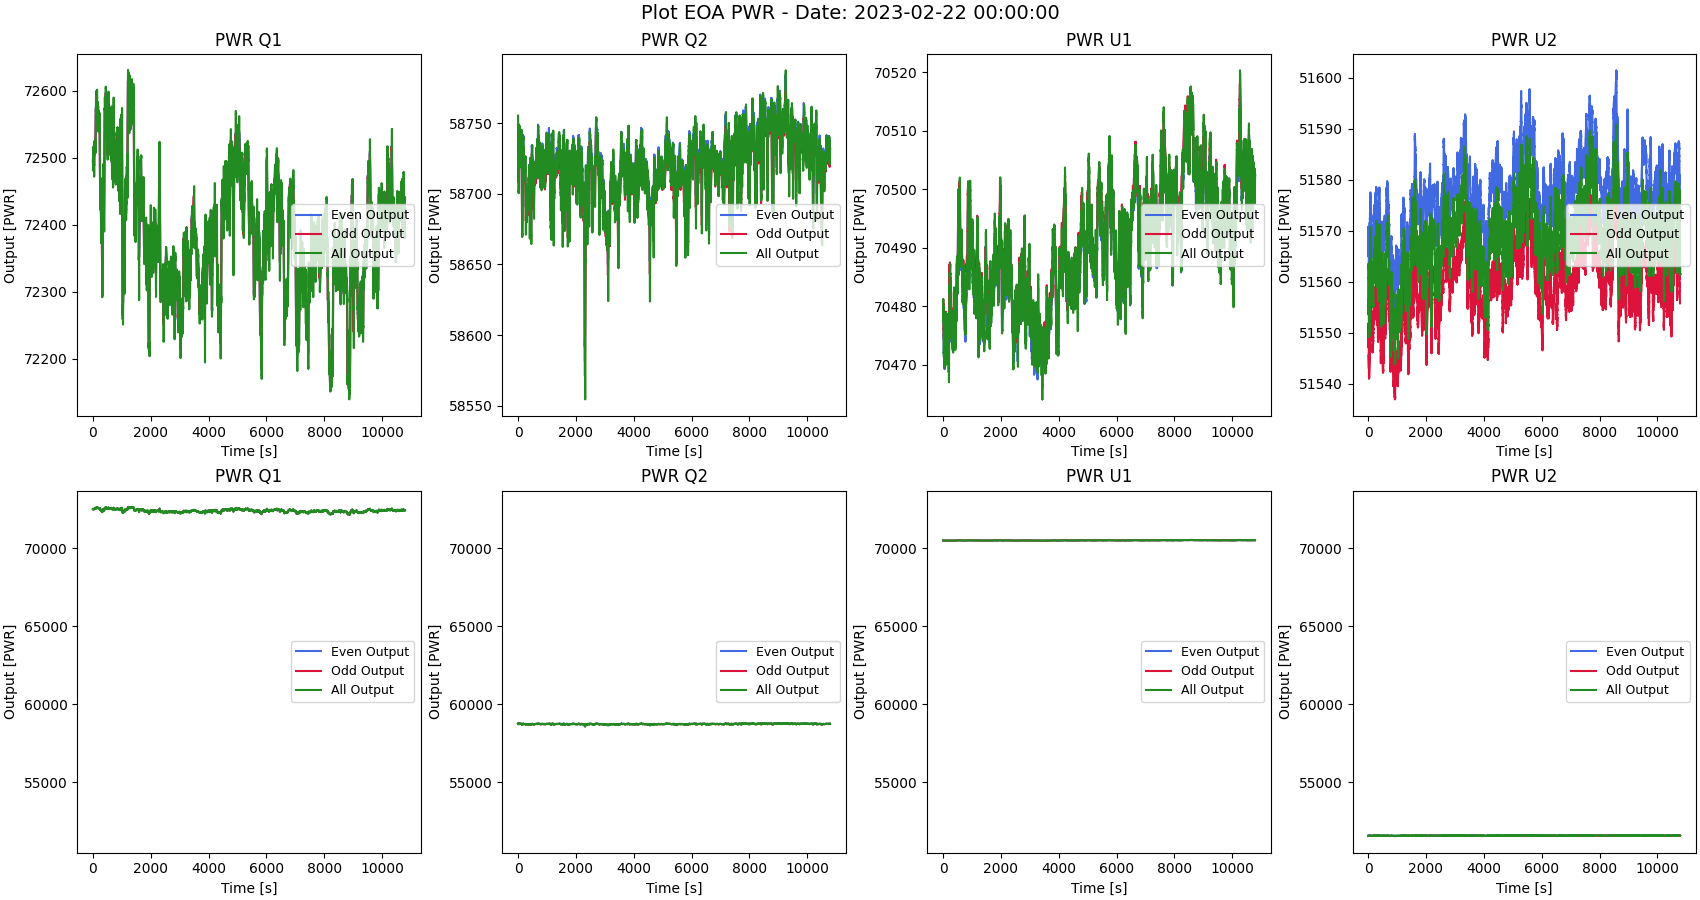 Plot EOA PWR - Date: 2023-02-22 00:00:00
PWR Q1
Output [PWR]
72600
72500
72400
72300
72200
Even Output
Odd Output
All Output
0 2000 4000 6000 8000 10000
Time [s]
PWR Q2
Output [PWR]
58750
58700
58650
58600
58550
Even Output
Odd Output
All Output
0 2000 4000 6000 8000 10000
Time [s]
PWR U1
Output [PWR]
70520
70510
70500
70490
70480
70470
Even Output
Odd Output
All Output
0 2000 4000 6000 8000 10000
Time [s]
PWR U2
Output [PWR]
51600
51590
51580
51570
51560
51550
51540
Even Output
Odd Output
All Output
0 2000 4000 6000 8000 10000
Time [s]
PWR Q1
Output [PWR]
70000
65000
60000
55000
Even Output
Odd Output
All Output
0 2000 4000 6000 8000 10000
Time [s]
PWR Q2
Output [PWR]
70000
65000
60000
55000
Even Output
Odd Output
All Output
0 2000 4000 6000 8000 10000
Time [s]
PWR U1
Output [PWR]
70000
65000
60000
55000
Even Output
Odd Output
All Output
0 2000 4000 6000 8000 10000
Time [s]
PWR U2
Output [PWR]
70000
65000
60000
55000
Even Output
Odd Output
All Output
0 2000 4000 6000 8000 10000
Time [s]